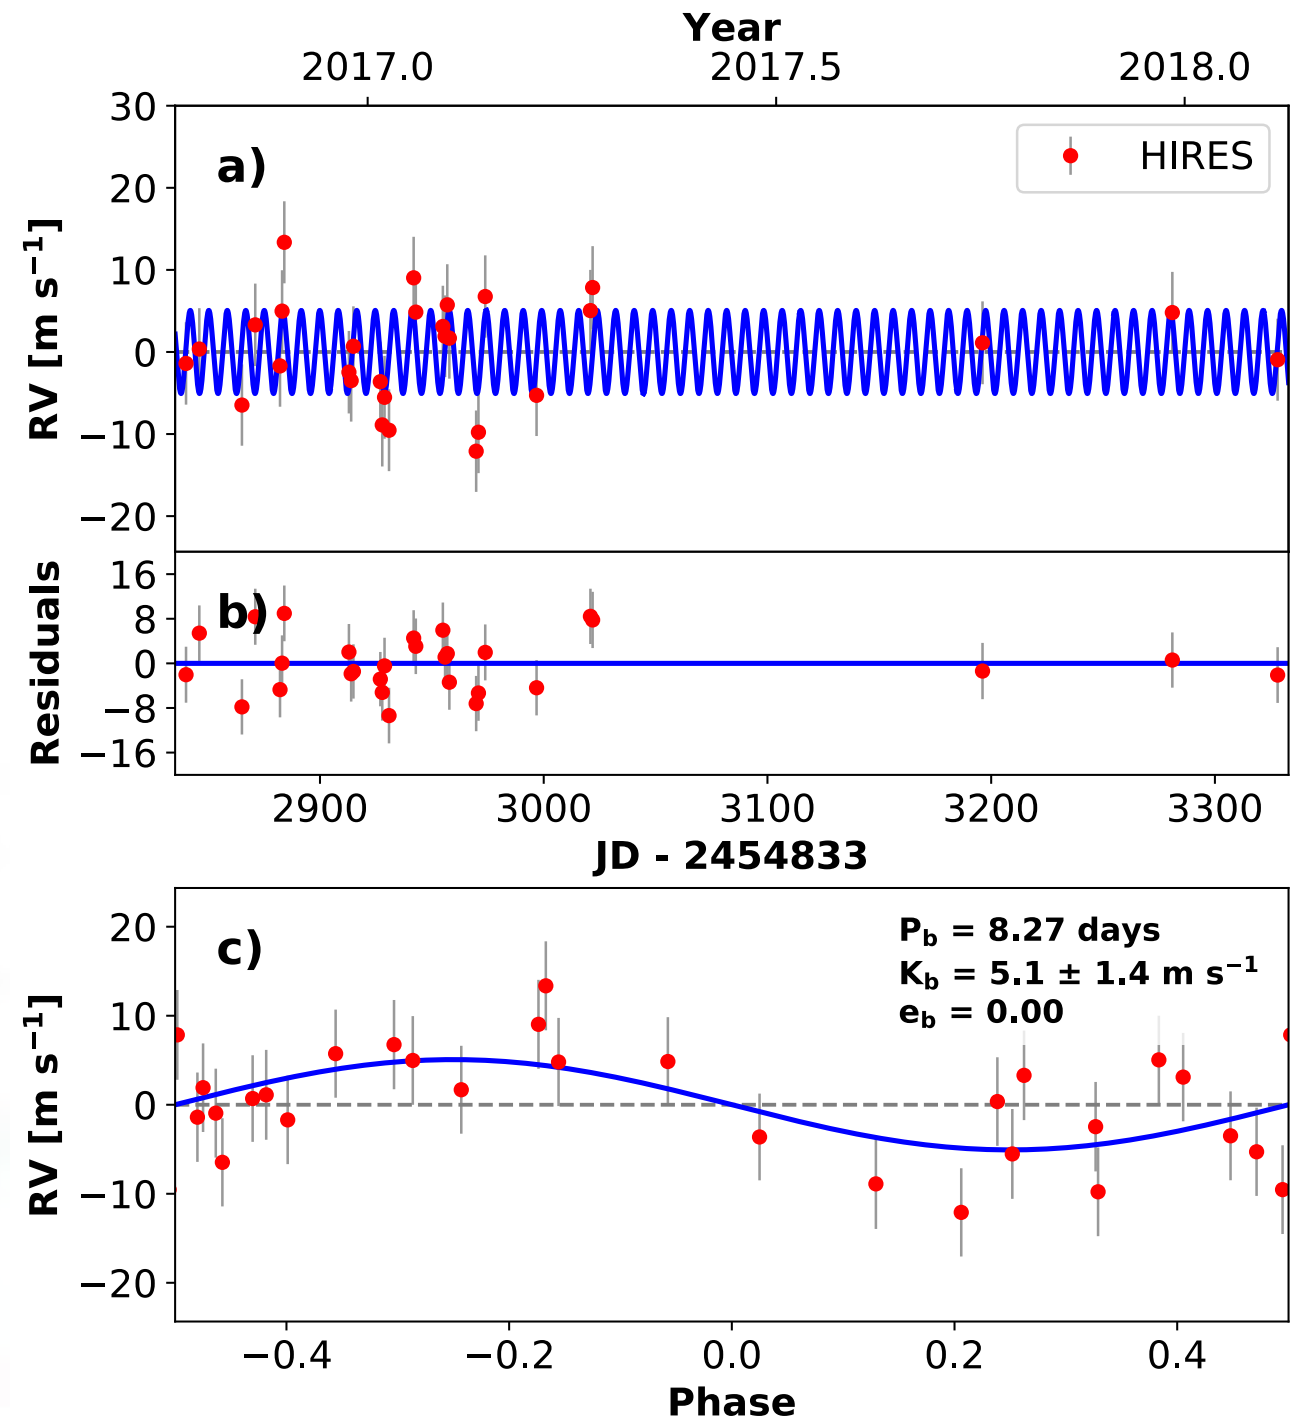 Year
2017.0 2017.5 2018.0
a)
HIRES
30
20
10
0
−10
−20
RV [m s⁻¹]
b)
16
8
0
−8
−16
Residuals
2900 3000 3100 3200 3300
JD - 2454833
c)
P_b = 8.27 days
K_b = 5.1 ± 1.4 m s⁻¹
e_b = 0.00
20
10
0
−10
−20
RV [m s⁻¹]
−0.4 −0.2 0.0 0.2 0.4
Phase